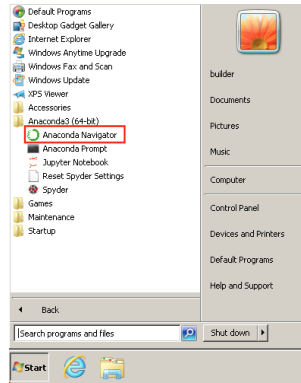 Default Programs
Desktop Gadget Gallery
Internet Explorer
Windows Anytime Upgrade
Windows Fax and Scan
Windows Update
XPS Viewer
Accessories
Anaconda3 (64-bit)
Anaconda Navigator
Anaconda Prompt
Jupyter Notebook
Reset Spyder Settings
Spyder
Games
Maintenance
Startup
Back
Search programs and files
builder
Documents
Pictures
Music
Computer
Control Panel
Devices and Printers
Default Programs
Help and Support
Shut down
Start